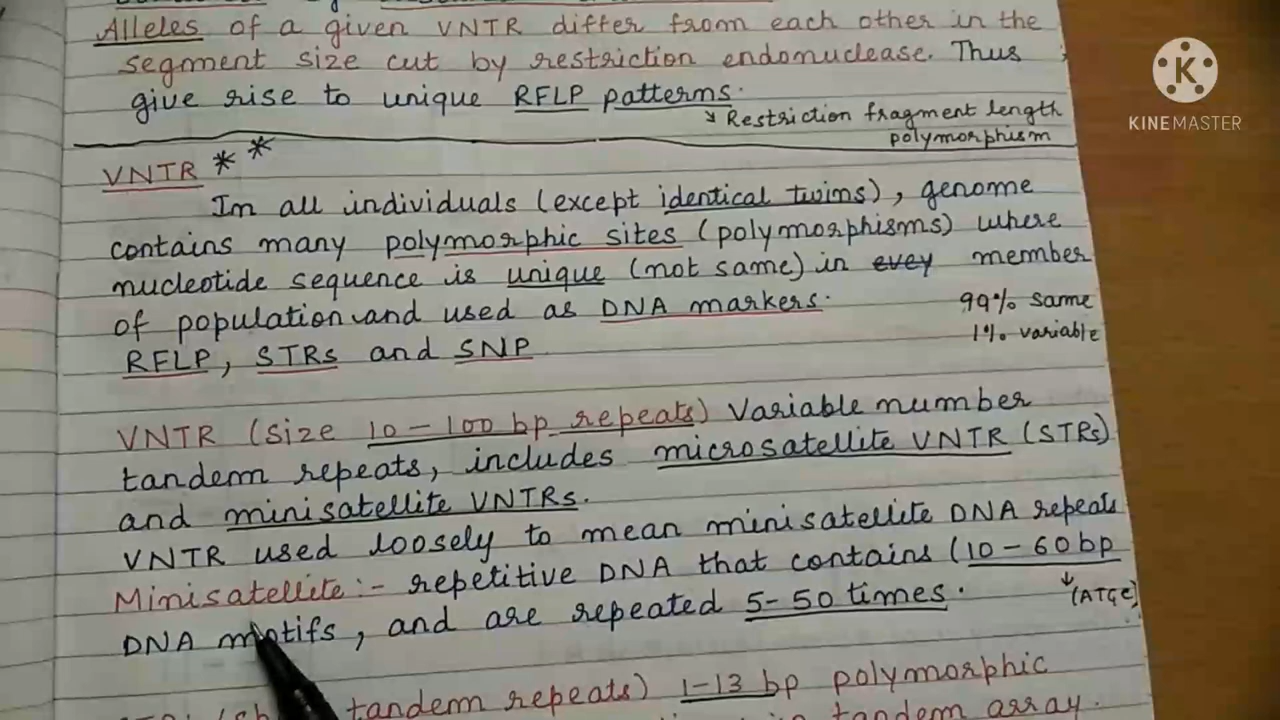 Alleles of a given VNTR differ from each other in the
segment size cut by restriction endonuclease. Thus
give rise to unique RFLP patterns.
Restriction fragment length
polymorphism
K
KINEMASTER
VNTR **
In all individuals (except identical twins), genome
contains many polymorphic sites (polymorphisms) where
nucleotide sequence is unique (not same) in evey member
of population and used as DNA markers.
99% same
1% variable
RFLP, STRs and SNP
VNTR (size 10-100 bp repeats) Variable number
tandem repeats, includes microsatellite VNTR (STRs)
and minisatellite VNTRs.
VNTR used loosely to mean minisatellite DNA repeats
Minisatellite:- repetitive DNA that contains (10-60 bp
(ATGC)
DNA motifs, and are repeated 5-50 times.
tandem repeats) 1-13 bp polymorphic
tandem array.